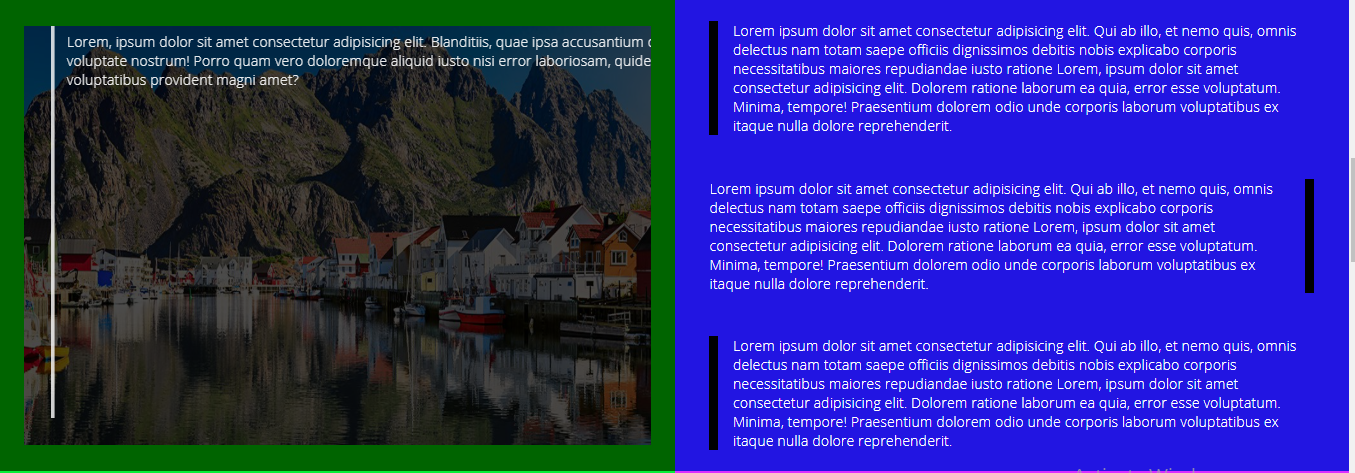 Lorem, ipsum dolor sit amet consectetur adipisicing elit. Blanditiis, quae ipsa accusantium
voluptate nostrum! Porro quam vero doloremque aliquid iusto nisi error laboriosam, quide
voluptatibus provident magni amet?
Lorem ipsum dolor sit amet consectetur adipisicing elit. Qui ab illo, et nemo quis, omnis
delectus nam totam saepe officiis dignissimos debitis nobis explicabo corporis
necessitatibus maiores repudiandae iusto ratione Lorem, ipsum dolor sit amet
consectetur adipisicing elit. Dolorem ratione laborum ea quia, error esse voluptatum.
Minima, tempore! Praesentium dolorem odio unde corporis laborum voluptatibus ex
itaque nulla dolore reprehenderit.
Lorem ipsum dolor sit amet consectetur adipisicing elit. Qui ab illo, et nemo quis, omnis
delectus nam totam saepe officiis dignissimos debitis nobis explicabo corporis
necessitatibus maiores repudiandae iusto ratione Lorem, ipsum dolor sit amet
consectetur adipisicing elit. Dolorem ratione laborum ea quia, error esse voluptatum.
Minima, tempore! Praesentium dolorem odio unde corporis laborum voluptatibus ex
itaque nulla dolore reprehenderit.
Lorem ipsum dolor sit amet consectetur adipisicing elit. Qui ab illo, et nemo quis, omnis
delectus nam totam saepe officiis dignissimos debitis nobis explicabo corporis
necessitatibus maiores repudiandae iusto ratione Lorem, ipsum dolor sit amet
consectetur adipisicing elit. Dolorem ratione laborum ea quia, error esse voluptatum.
Minima, tempore! Praesentium dolorem odio unde corporis laborum voluptatibus ex
itaque nulla dolore reprehenderit.